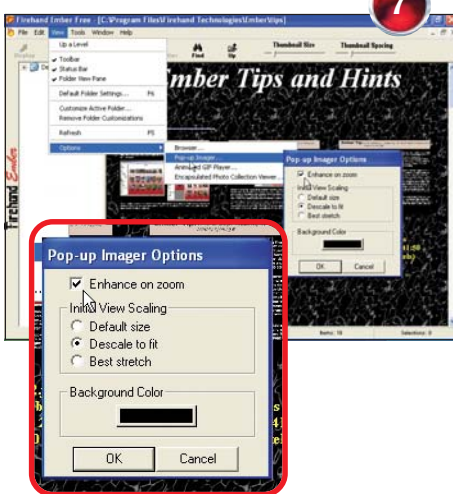 7
Firehand Ember Free - [C:\Program Files\Firehand Technologies\Ember\tips]
File Edit View Tools Window Help
Up a Level
Toolbar
Status Bar
Folder View Pane
Default Folder Settings... F6
Customize Active Folder...
Remove Folder Customizations
Refresh F5
Options
Display
Find
Up
Thumbnail Size
Thumbnail Spacing
Ember Tips and Hints
Browser...
Pop-up Imager...
Animated GIF Player...
Encapsulated Photo Collection Viewer...
Firehand Ember
Pop-up Imager Options
Enhance on zoom
Initial View Scaling
Default size
Descale to fit
Best stretch
Background Color
OK Cancel
Items: 16
Selections: 0
Pop-up Imager Options
Enhance on zoom
Initial View Scaling
Default size
Descale to fit
Best stretch
Background Color
OK Cancel